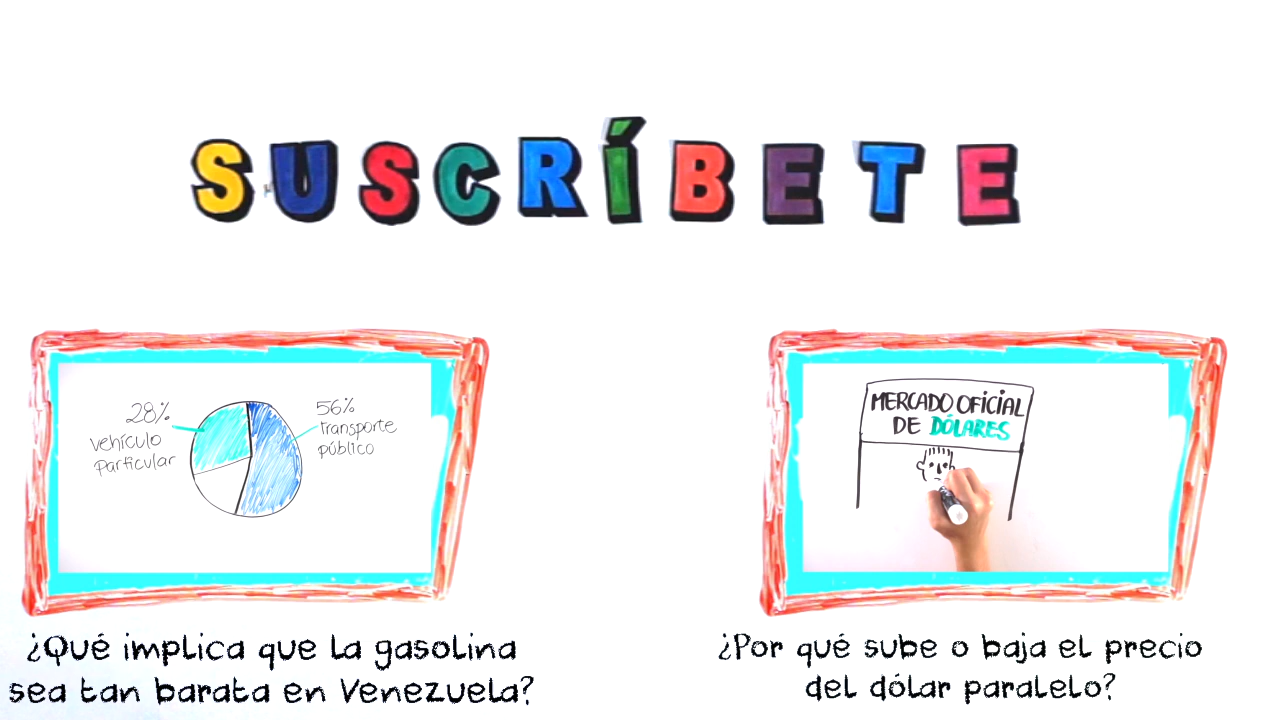 SUSCRÍBETE
28%
vehículo
particular
56%
Transporte
público
MERCADO OFICIAL
DE DÓLARES
¿Qué implica que la gasolina
sea tan barata en Venezuela?
¿Por qué sube o baja el precio
del dólar paralelo?